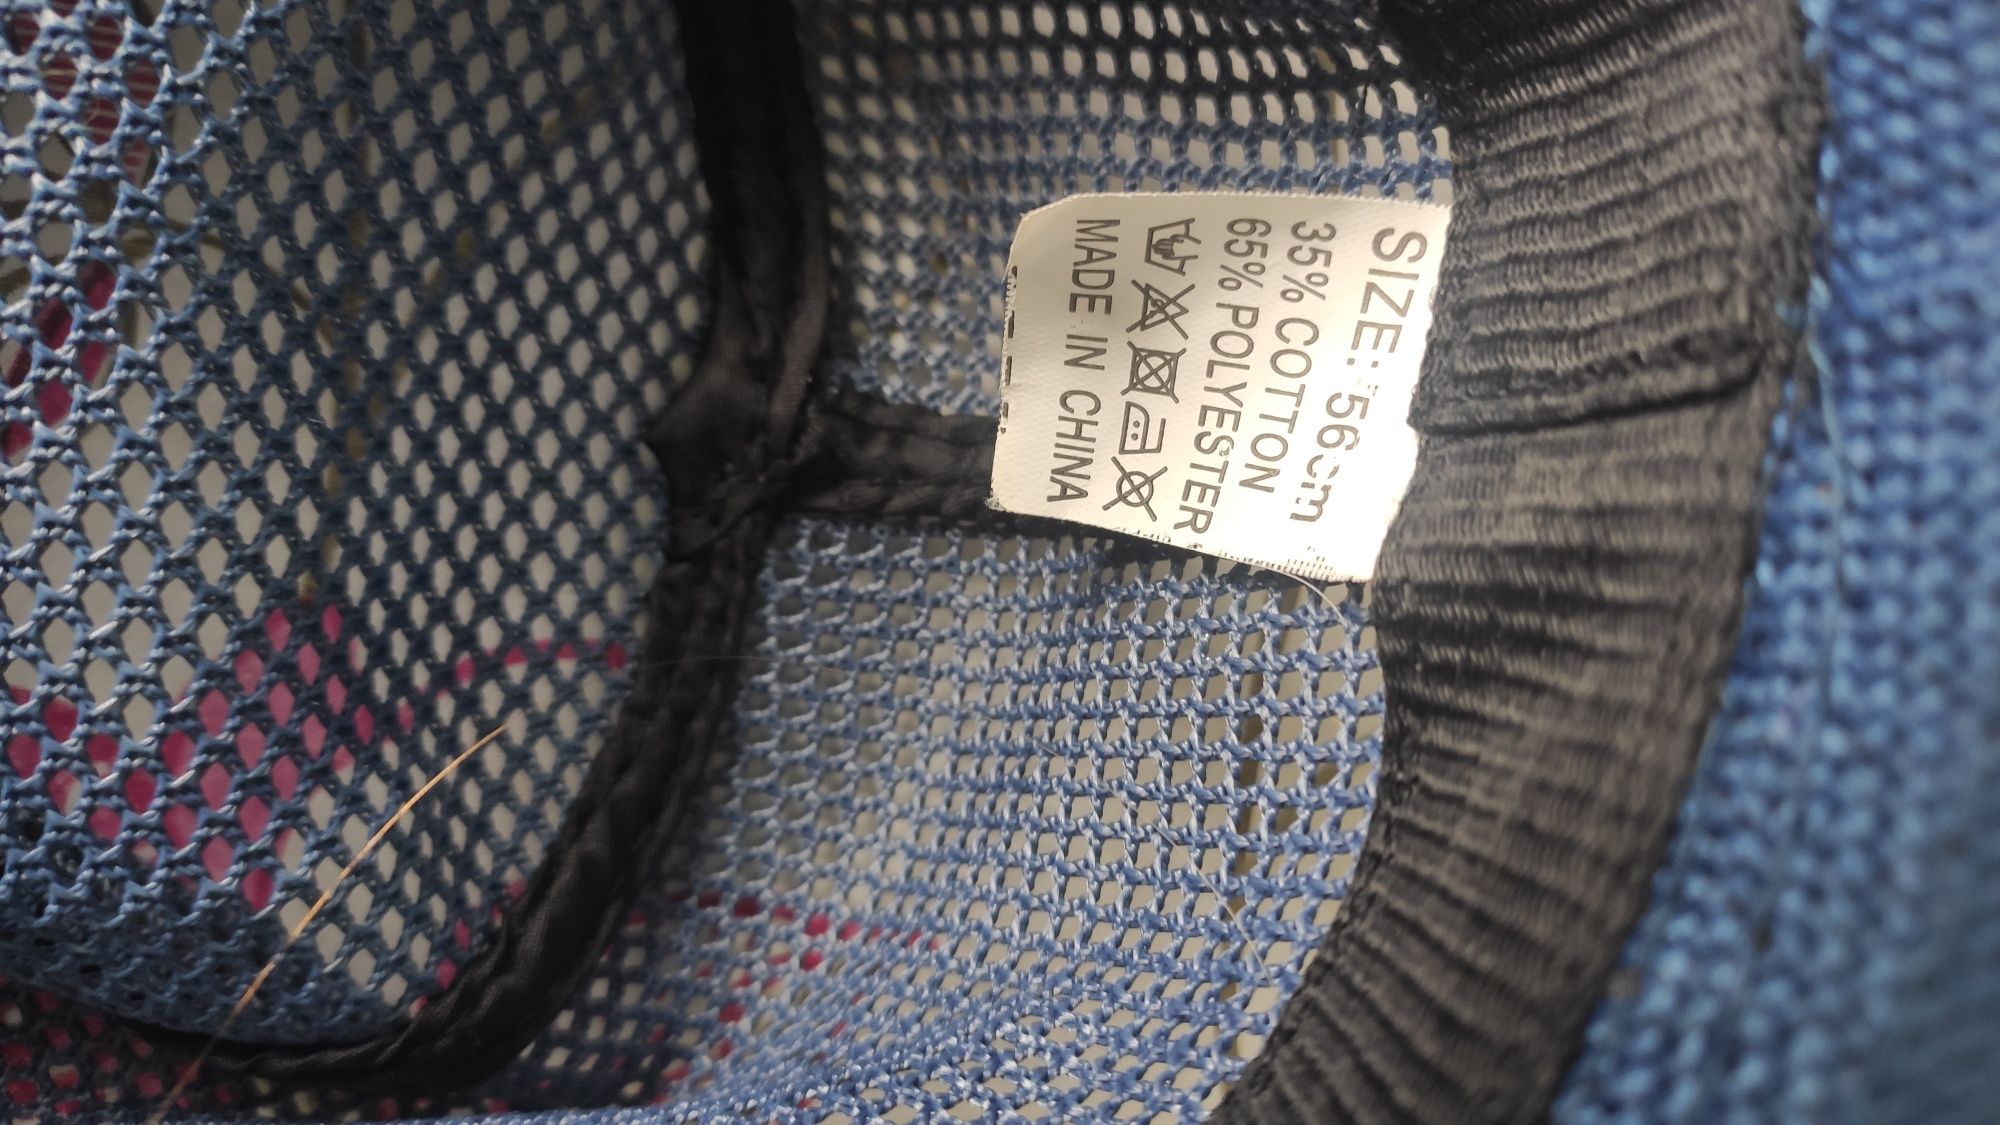 SIZE: 56cm
35% COTTON
65% POLYESTER
MADE IN CHINA